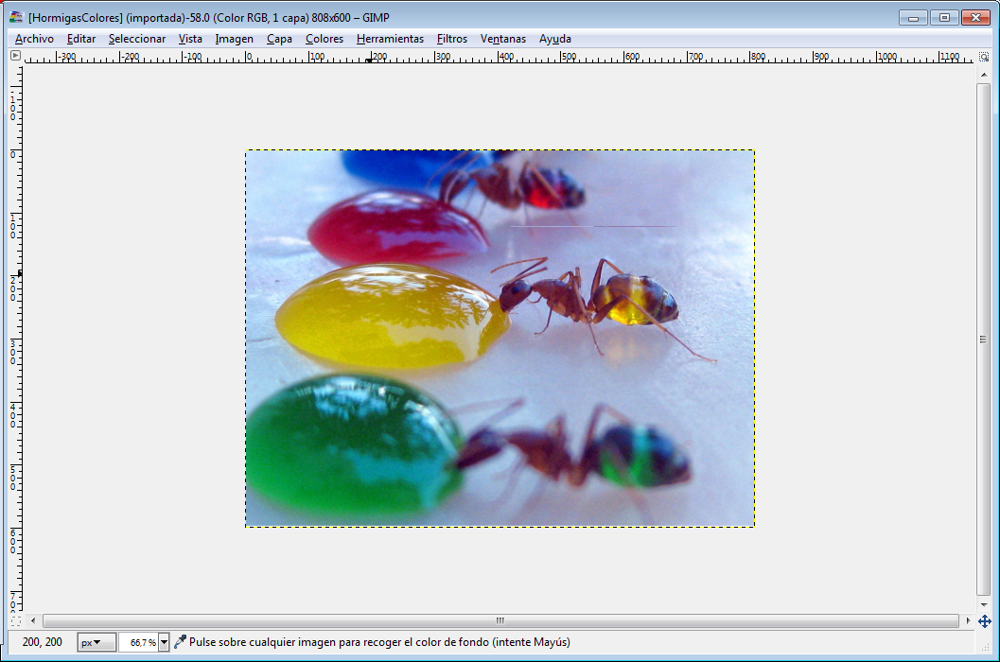 [HormigasColores] (importada)-58.0 (Color RGB, 1 capa) 808x600 – GIMP
Archivo Editar Seleccionar Vista Imagen Capa Colores Herramientas Filtros Ventanas Ayuda
-300 -200 -100 0 100 200 300 400 500 600 700 800 900 1000 1100
-100
0
100
200
300
400
500
600
700
200, 200 px 66,7 % Pulse sobre cualquier imagen para recoger el color de fondo (intente Mayús)